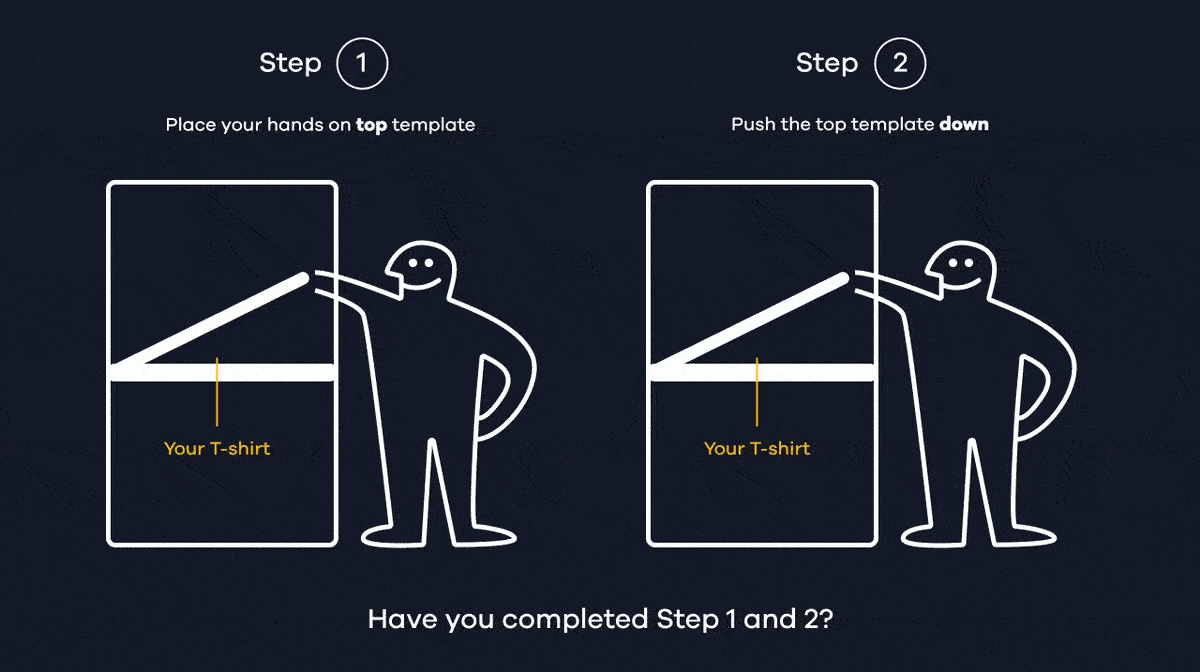 Step 1
Step 2
Place your hands on top template
Push the top template down
Your T-shirt
Your T-shirt
Have you completed Step 1 and 2?